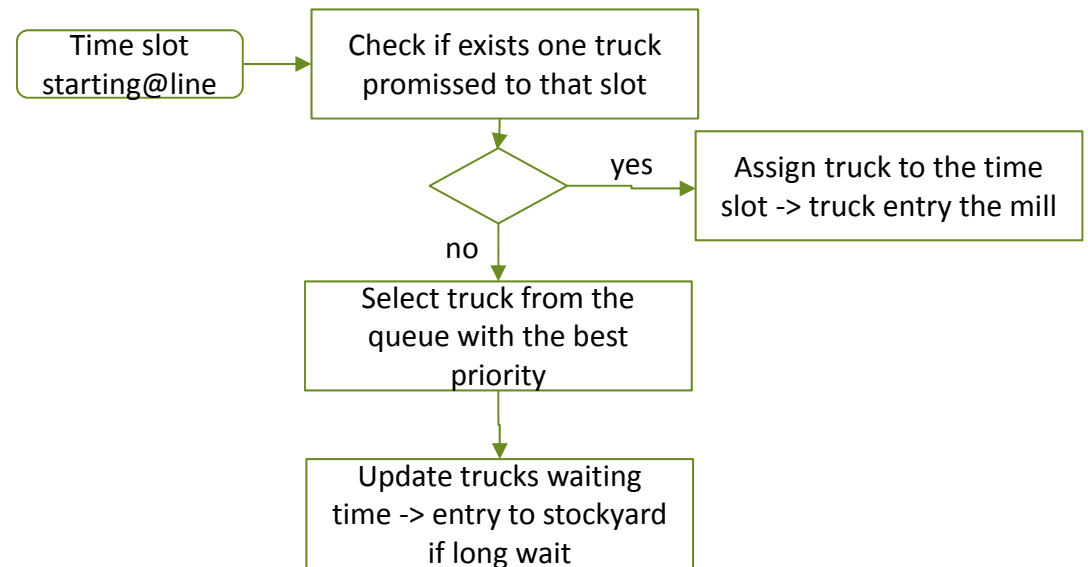 Time slot
starting@line
Check if exists one truck
promissed to that slot
yes
Assign truck to the time
slot -> truck entry the mill
no
Select truck from the
queue with the best
priority
Update trucks waiting
time -> entry to stockyard
if long wait